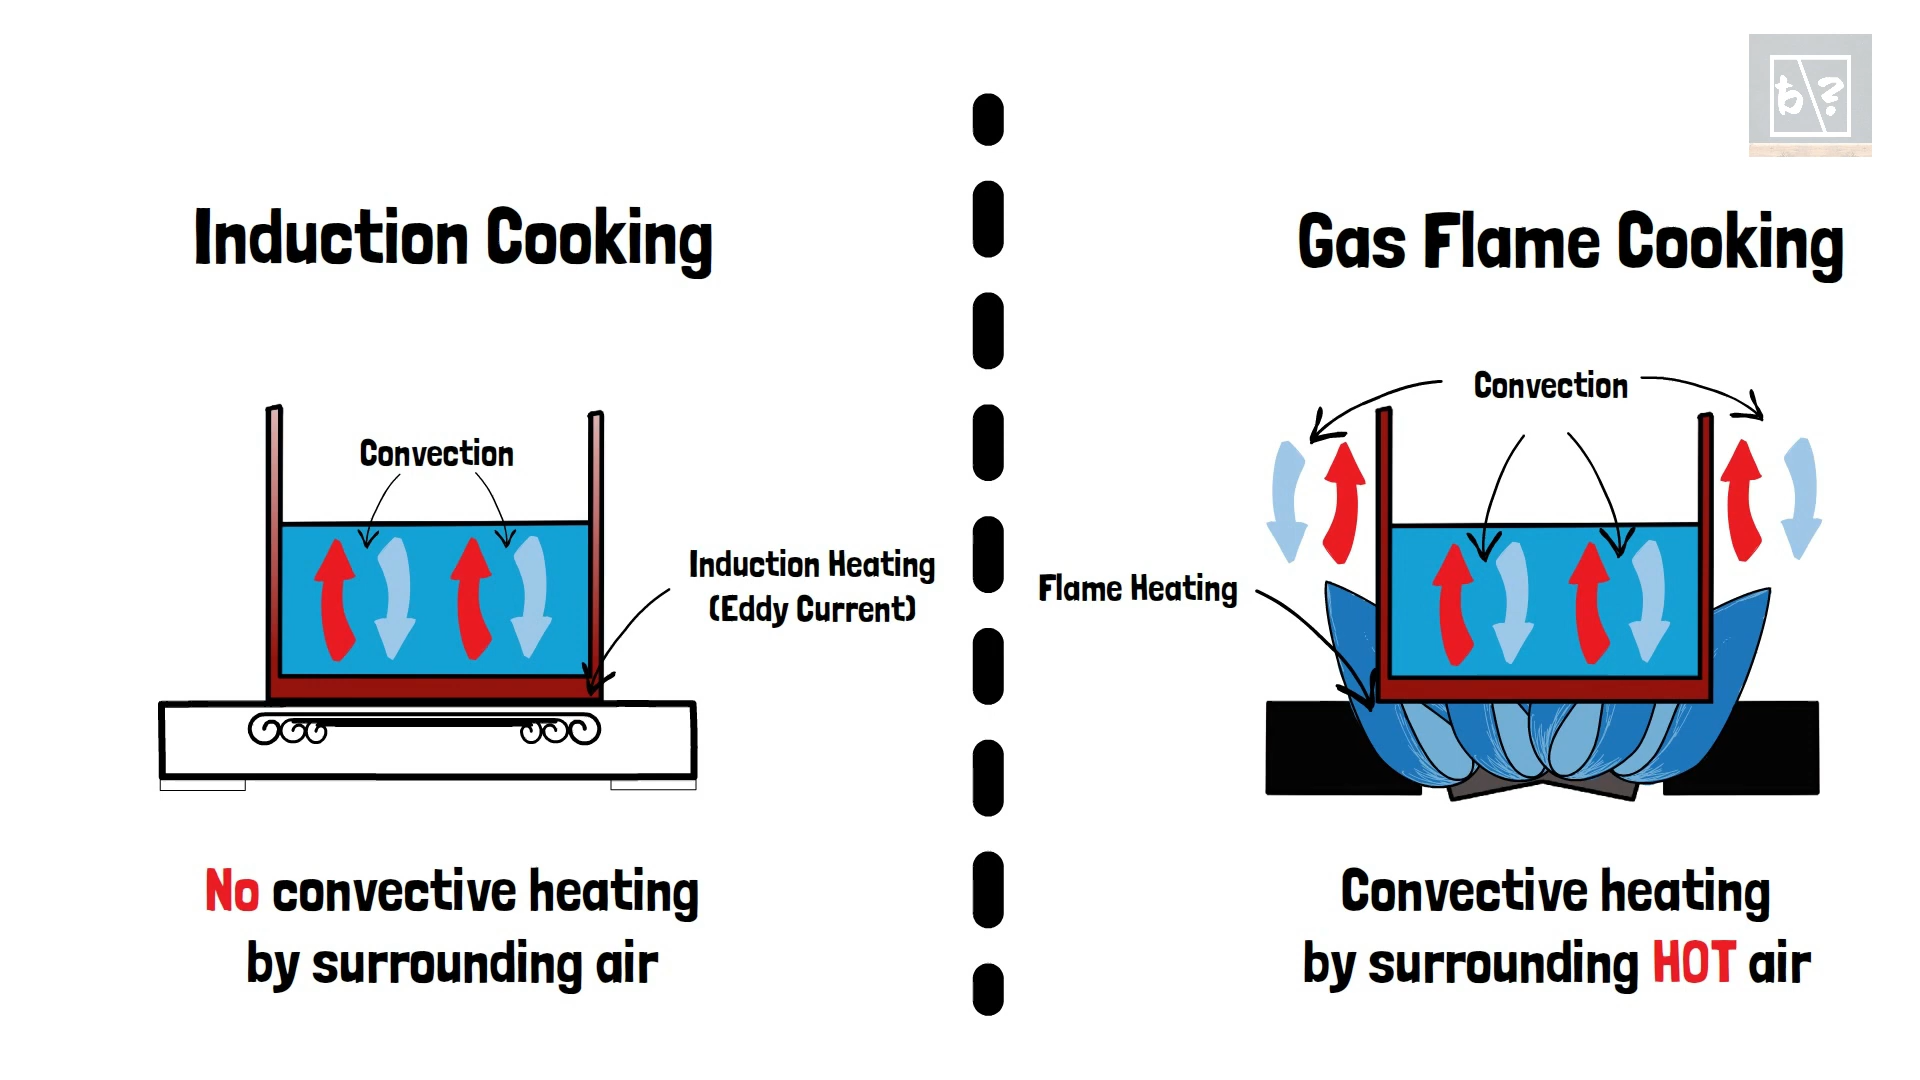 Induction Cooking
Convection
Induction Heating
(Eddy Current)
No convective heating
by surrounding air
Gas Flame Cooking
Convection
Flame Heating
Convective heating
by surrounding HOT air